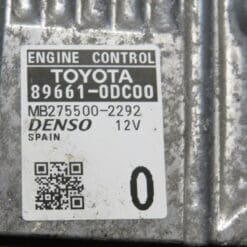 ENGINE CONTROL
TOYOTA
89661-0DC00
MB275500-2292
DENSO 12V
SPAIN
0